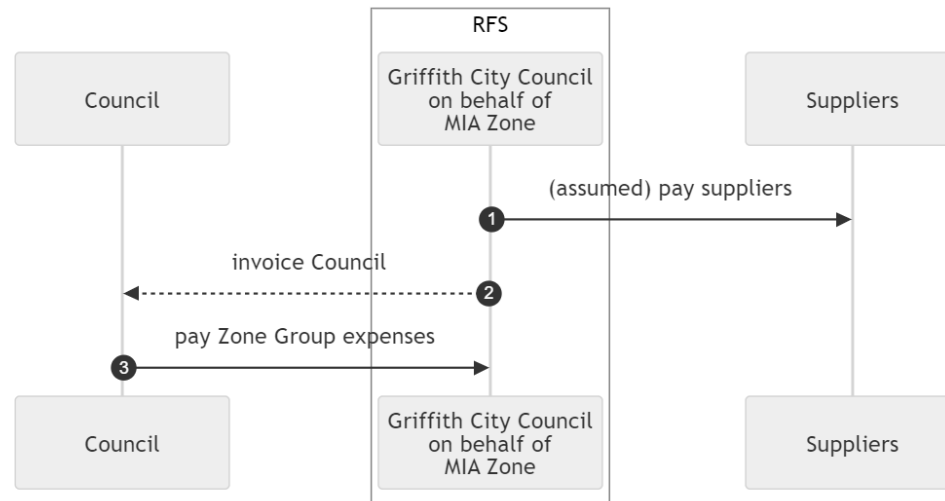 RFS
Council
Griffith City Council
on behalf of
MIA Zone
Suppliers
(assumed) pay suppliers
1
invoice Council
2
pay Zone Group expenses
3
Council
Griffith City Council
on behalf of
MIA Zone
Suppliers